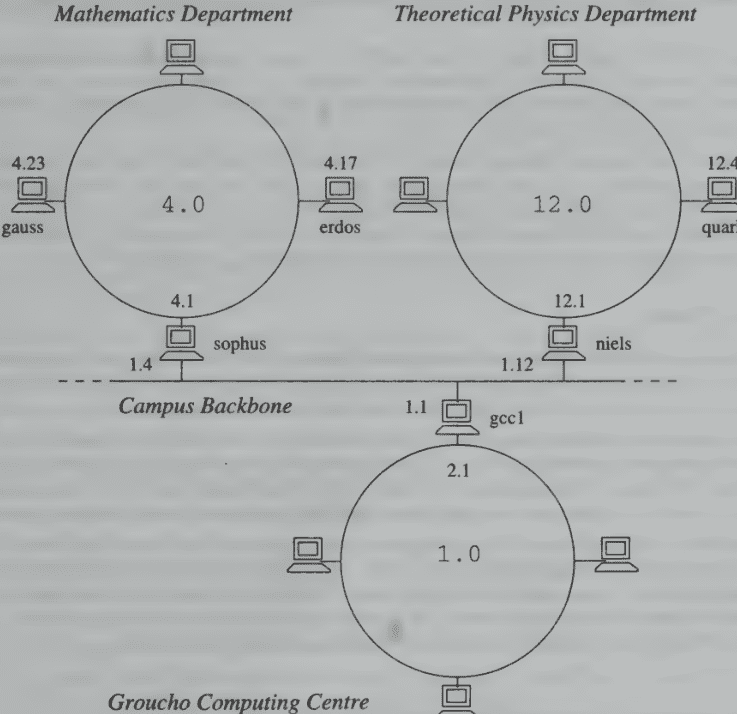 Mathematics Department
Theoretical Physics Department
4.23
4.17
12.4
4.0
12.0
gauss
erdos
4.1
12.1
sophus
niels
1.4
1.12
Campus Backbone
1.1
gcc1
2.1
1.0
Groucho Computing Centre